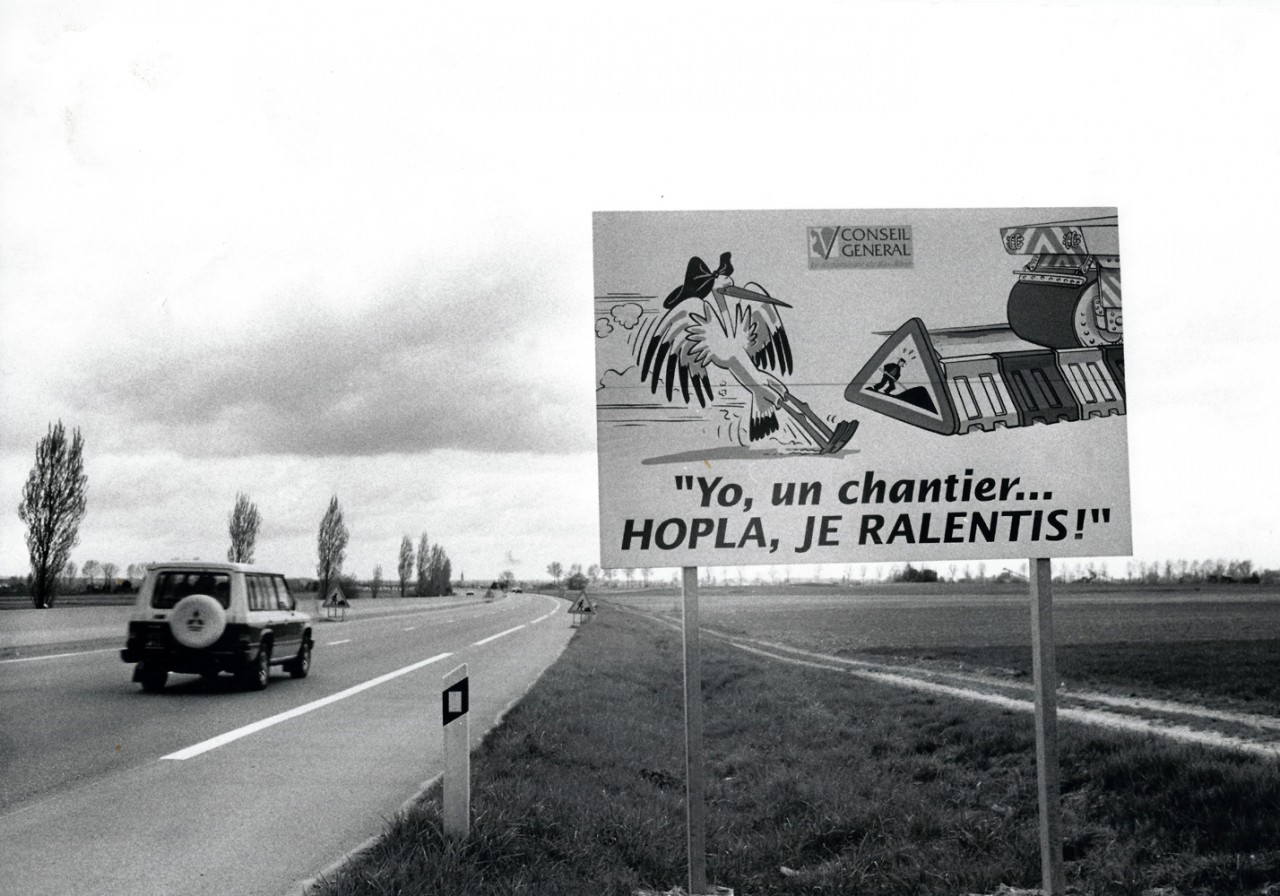 CONSEIL
GENERAL
"Yo, un chantier...
HOPLA, JE RALENTIS!"